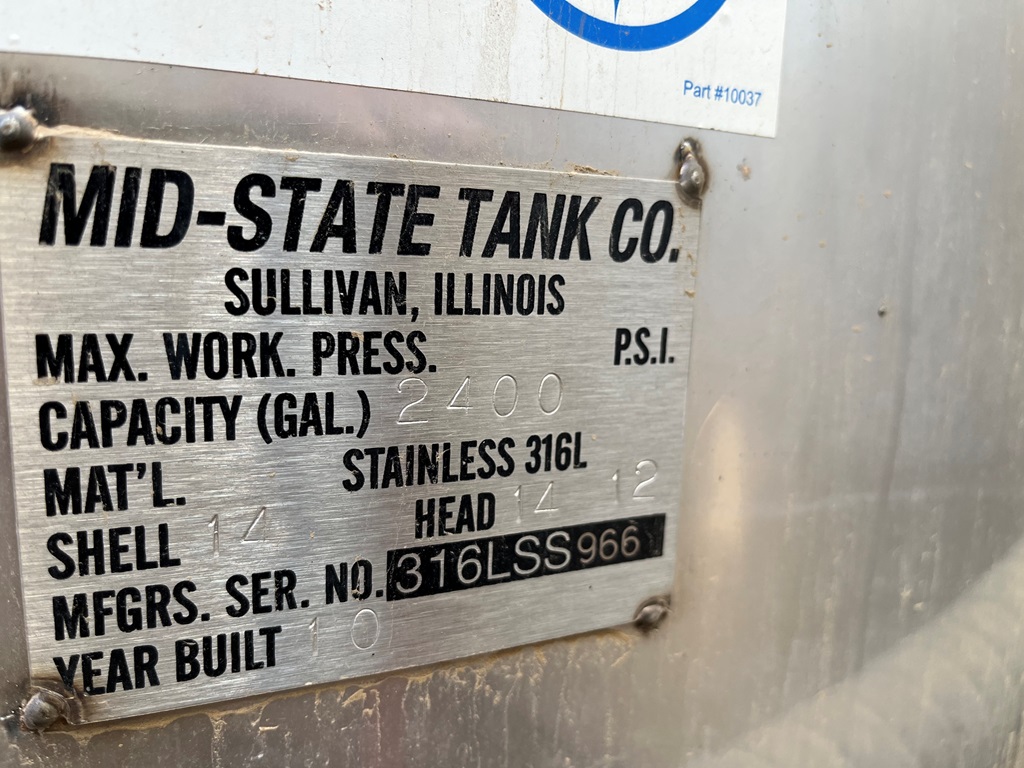 Part #10037
MID-STATE TANK CO.
SULLIVAN, ILLINOIS
MAX. WORK. PRESS. P.S.I.
CAPACITY (GAL.) 2400
MAT'L. STAINLESS 316L
SHELL 14 HEAD 14 12
MFGRS. SER. NO. 316LSS966
YEAR BUILT 10